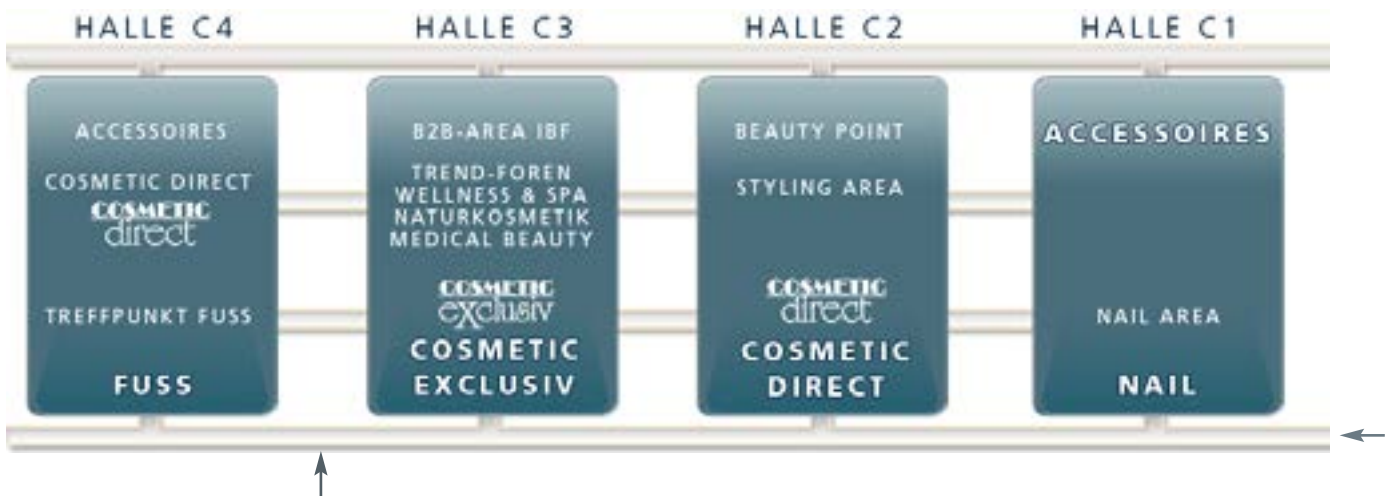 HALLE C4
ACCESSOIRES
COSMETIC DIRECT
COSMETIC
direct
TREFFPUNKT FUSS
FUSS
HALLE C3
B2B-AREA IBF
TREND-FOREN
WELLNESS & SPA
NATURKOSMETIK
MEDICAL BEAUTY
COSMETIC
exclusiv
COSMETIC
EXCLUSIV
HALLE C2
BEAUTY POINT
STYLING AREA
COSMETIC
direct
COSMETIC
DIRECT
HALLE C1
ACCESSOIRES
NAIL AREA
NAIL